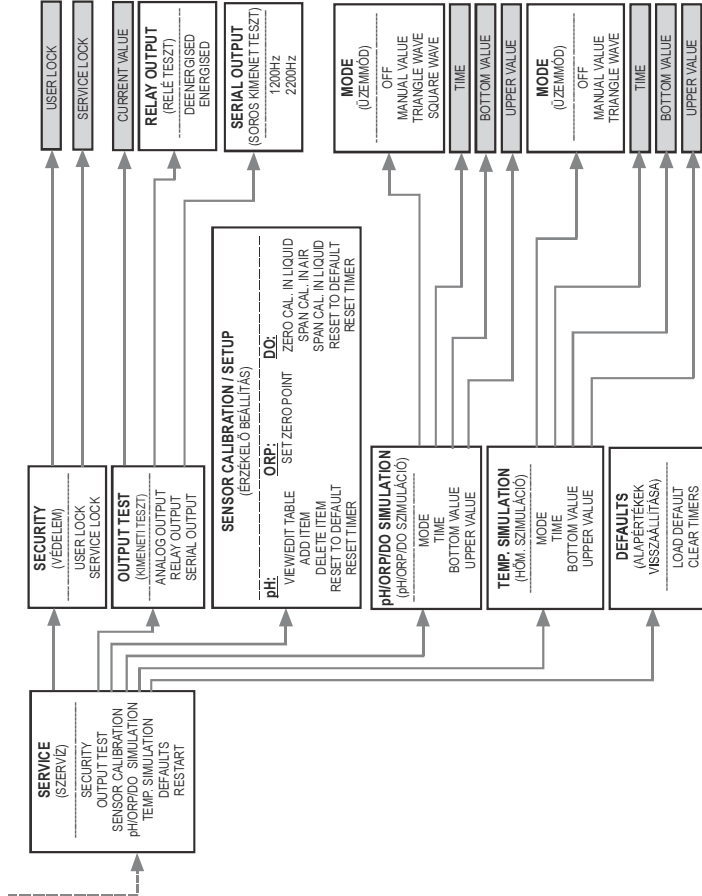 SERVICE
(SZERVÍZ)
SECURITY
OUTPUT TEST
SENSOR CALIBRATION
pH/ORP/DO SIMULATION
TEMP. SIMULATION
DEFAULTS
RESTART
SECURITY
(VÉDELEM)
USER LOCK
SERVICE LOCK
OUTPUT TEST
(KIMENETI TESZT)
ANALOG OUTPUT
RELAY OUTPUT
SERIAL OUTPUT
SENSOR CALIBRATION / SETUP
(ÉRZÉKELŐ BEÁLLÍTÁS)
pH:
VIEW/EDIT TABLE
ADD ITEM
DELETE ITEM
RESET TO DEFAULT
RESET TIMER
ORP:
SET ZERO POINT
DO:
ZERO CAL. IN LIQUID
SPAN CAL. IN AIR
SPAN CAL. IN LIQUID
RESET TO DEFAULT
RESET TIMER
pH/ORP/DO SIMULATION
(pH/ORP/DO SZIMULÁCIÓ)
MODE
TIME
BOTTOM VALUE
UPPER VALUE
TEMP. SIMULATION
(HŐM. SZIMULÁCIÓ)
MODE
TIME
BOTTOM VALUE
UPPER VALUE
DEFAULTS
(ALAPÉRTÉKEK
VISSZAÁLLÍTÁSA)
LOAD DEFAULT
CLEAR TIMERS
USER LOCK
SERVICE LOCK
CURRENT VALUE
RELAY OUTPUT
(RELÉ TESZT)
DEENERGISED
ENERGISED
SERIAL OUTPUT
(SOROS KIMENET TESZT)
1200Hz
2200Hz
MODE
(ÜZEMMÓD)
OFF
MANUAL VALUE
TRIANGLE WAVE
SQUARE WAVE
TIME
BOTTOM VALUE
UPPER VALUE
MODE
(ÜZEMMÓD)
OFF
MANUAL VALUE
TRIANGLE WAVE
TIME
BOTTOM VALUE
UPPER VALUE